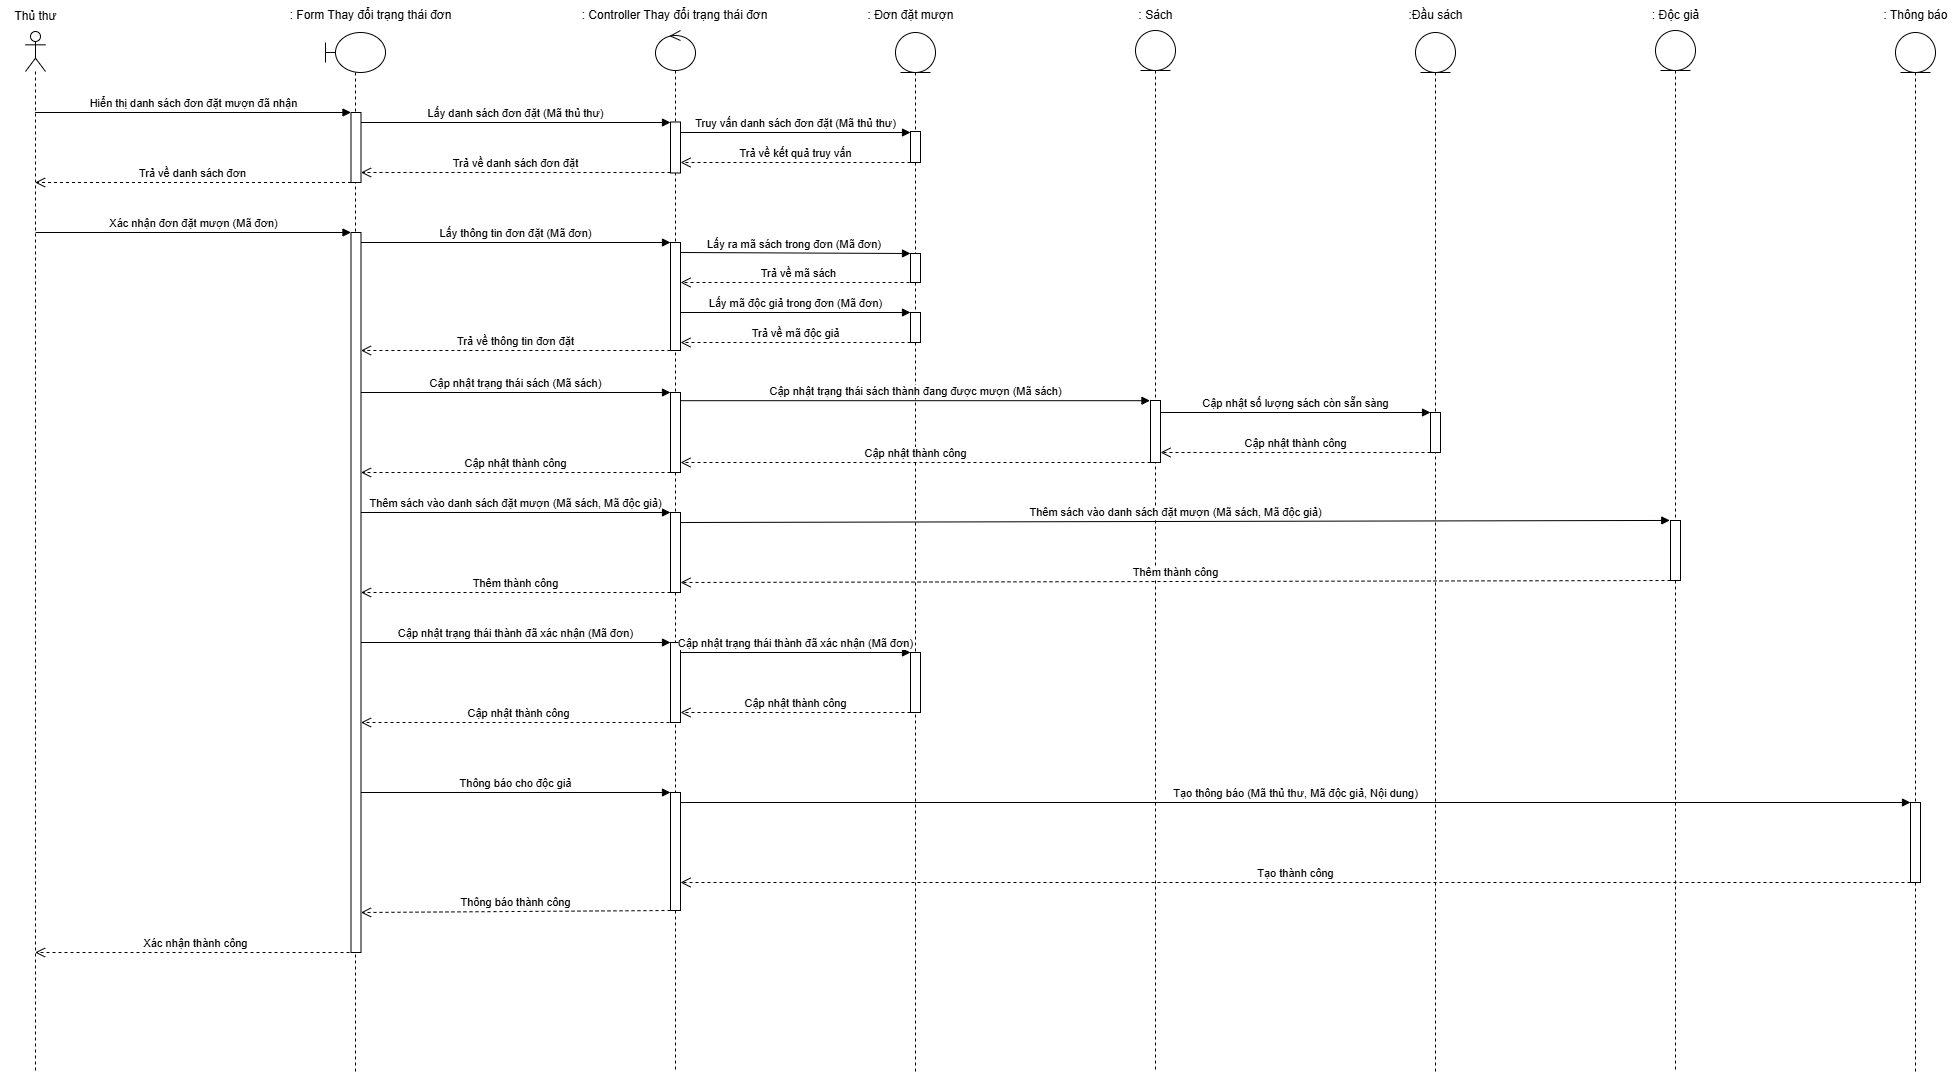 Thủ thư
: Form Thay đổi trạng thái đơn
: Controller Thay đổi trạng thái đơn
: Đơn đặt mượn
: Sách
:Đầu sách
: Độc giả
: Thông báo
Hiển thị danh sách đơn đặt mượn đã nhận
Lấy danh sách đơn đặt (Mã thủ thư)
Truy vấn danh sách đơn đặt (Mã thủ thư)
Trả về kết quả truy vấn
Trả về danh sách đơn đặt
Trả về danh sách đơn
Xác nhận đơn đặt mượn (Mã đơn)
Lấy thông tin đơn đặt (Mã đơn)
Lấy ra mã sách trong đơn (Mã đơn)
Trả về mã sách
Lấy mã độc giả trong đơn (Mã đơn)
Trả về mã độc giả
Trả về thông tin đơn đặt
Cập nhật trạng thái sách (Mã sách)
Cập nhật trạng thái sách thành đang được mượn (Mã sách)
Cập nhật số lượng sách còn sẵn sàng
Cập nhật thành công
Cập nhật thành công
Cập nhật thành công
Thêm sách vào danh sách đặt mượn (Mã sách, Mã độc giả)
Thêm sách vào danh sách đặt mượn (Mã sách, Mã độc giả)
Thêm thành công
Thêm thành công
Cập nhật trạng thái thành đã xác nhận (Mã đơn)
Cập nhật trạng thái thành đã xác nhận (Mã đơn)
Cập nhật thành công
Cập nhật thành công
Thông báo cho độc giả
Tạo thông báo (Mã thủ thư, Mã độc giả, Nội dung)
Tạo thành công
Thông báo thành công
Xác nhận thành công